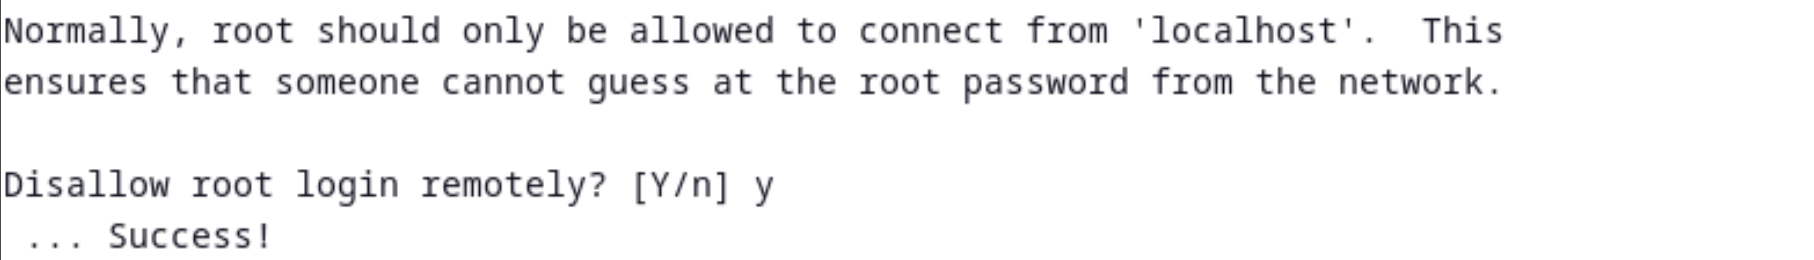 Normally, root should only be allowed to connect from 'localhost'.  This
ensures that someone cannot guess at the root password from the network.

Disallow root login remotely? [Y/n] y
 ... Success!